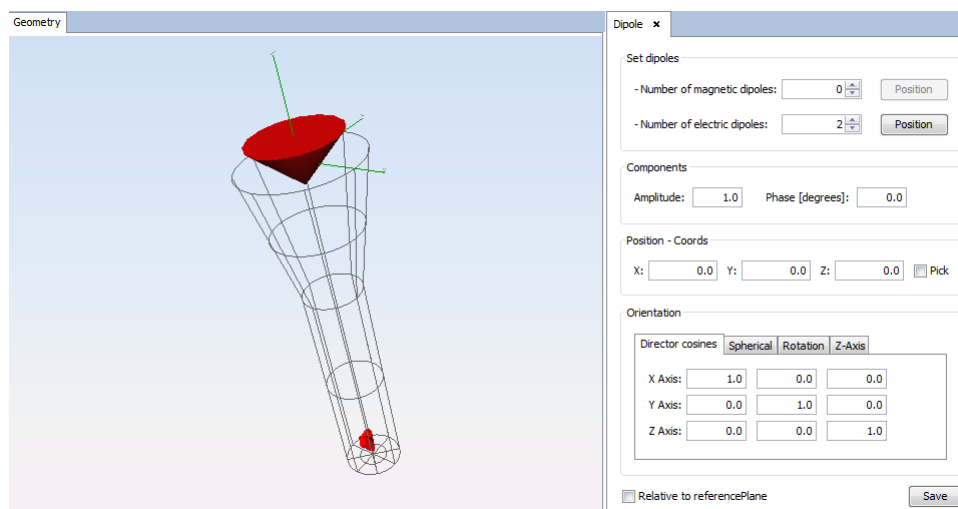 Geometry
Dipole ×
Set dipoles
- Number of magnetic dipoles: 0 Position
- Number of electric dipoles: 2 Position
Components
Amplitude: 1.0 Phase [degrees]: 0.0
Position - Coords
X: 0.0 Y: 0.0 Z: 0.0 Pick
Orientation
Director cosines Spherical Rotation Z-Axis
X Axis: 1.0 0.0 0.0
Y Axis: 0.0 1.0 0.0
Z Axis: 0.0 0.0 1.0
Relative to referencePlane Save